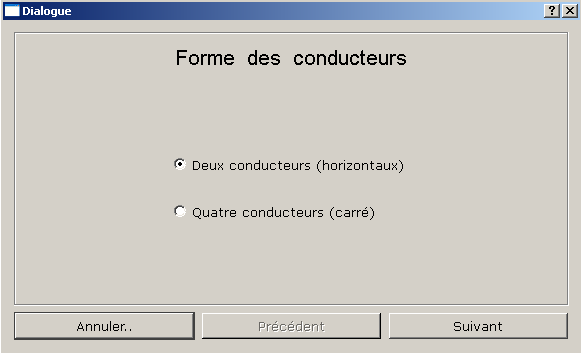 Dialogue
Forme des conducteurs
Deux conducteurs (horizontaux)
Quatre conducteurs (carré)
Annuler..
Précédent
Suivant